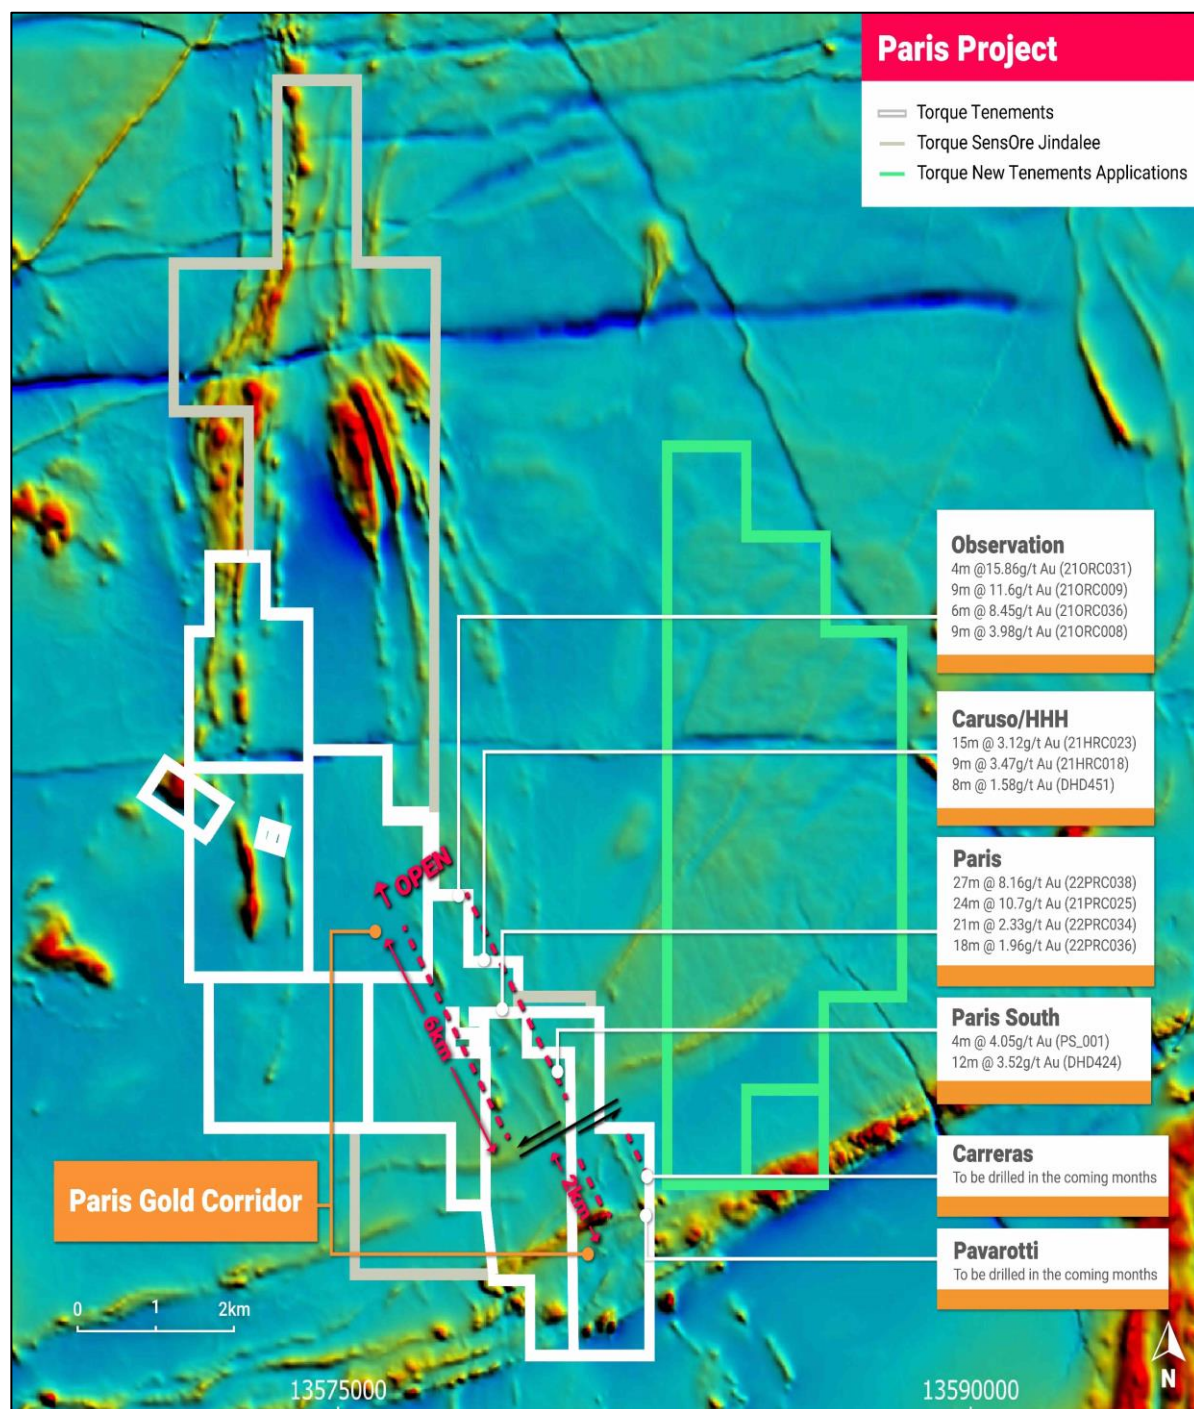 Paris Project
Torque Tenements
Torque SensOre Jindalee
Torque New Tenements Applications
Observation
4m @15.86g/t Au (21ORC031)
9m @ 11.6g/t Au (21ORC009)
6m @ 8.45g/t Au (21ORC036)
9m @ 3.98g/t Au (21ORC008)
Caruso/HHH
15m @ 3.12g/t Au (21HRC023)
9m @ 3.47g/t Au (21HRC018)
8m @ 1.58g/t Au (DHD451)
Paris
27m @ 8.16g/t Au (22PRC038)
24m @ 10.7g/t Au (21PRC025)
21m @ 2.33g/t Au (22PRC034)
18m @ 1.96g/t Au (22PRC036)
Paris South
4m @ 4.05g/t Au (PS_001)
12m @ 3.52g/t Au (DHD424)
Carreras
To be drilled in the coming months
Pavarotti
To be drilled in the coming months
OPEN
6km
2km
Paris Gold Corridor
0 1 2km
N
13575000 13590000